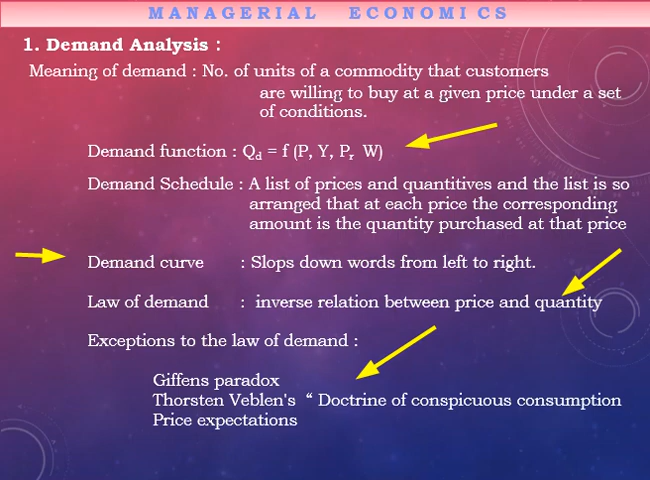 MANAGERIAL ECONOMICS
1. Demand Analysis :
Meaning of demand : No. of units of a commodity that customers
are willing to buy at a given price under a set
of conditions.
Demand function : Qd = f (P, Y, Pr W)
Demand Schedule : A list of prices and quantitives and the list is so
arranged that at each price the corresponding
amount is the quantity purchased at that price
Demand curve : Slops down words from left to right.
Law of demand : inverse relation between price and quantity
Exceptions to the law of demand :
Giffens paradox
Thorsten Veblen's “ Doctrine of conspicuous consumption
Price expectations